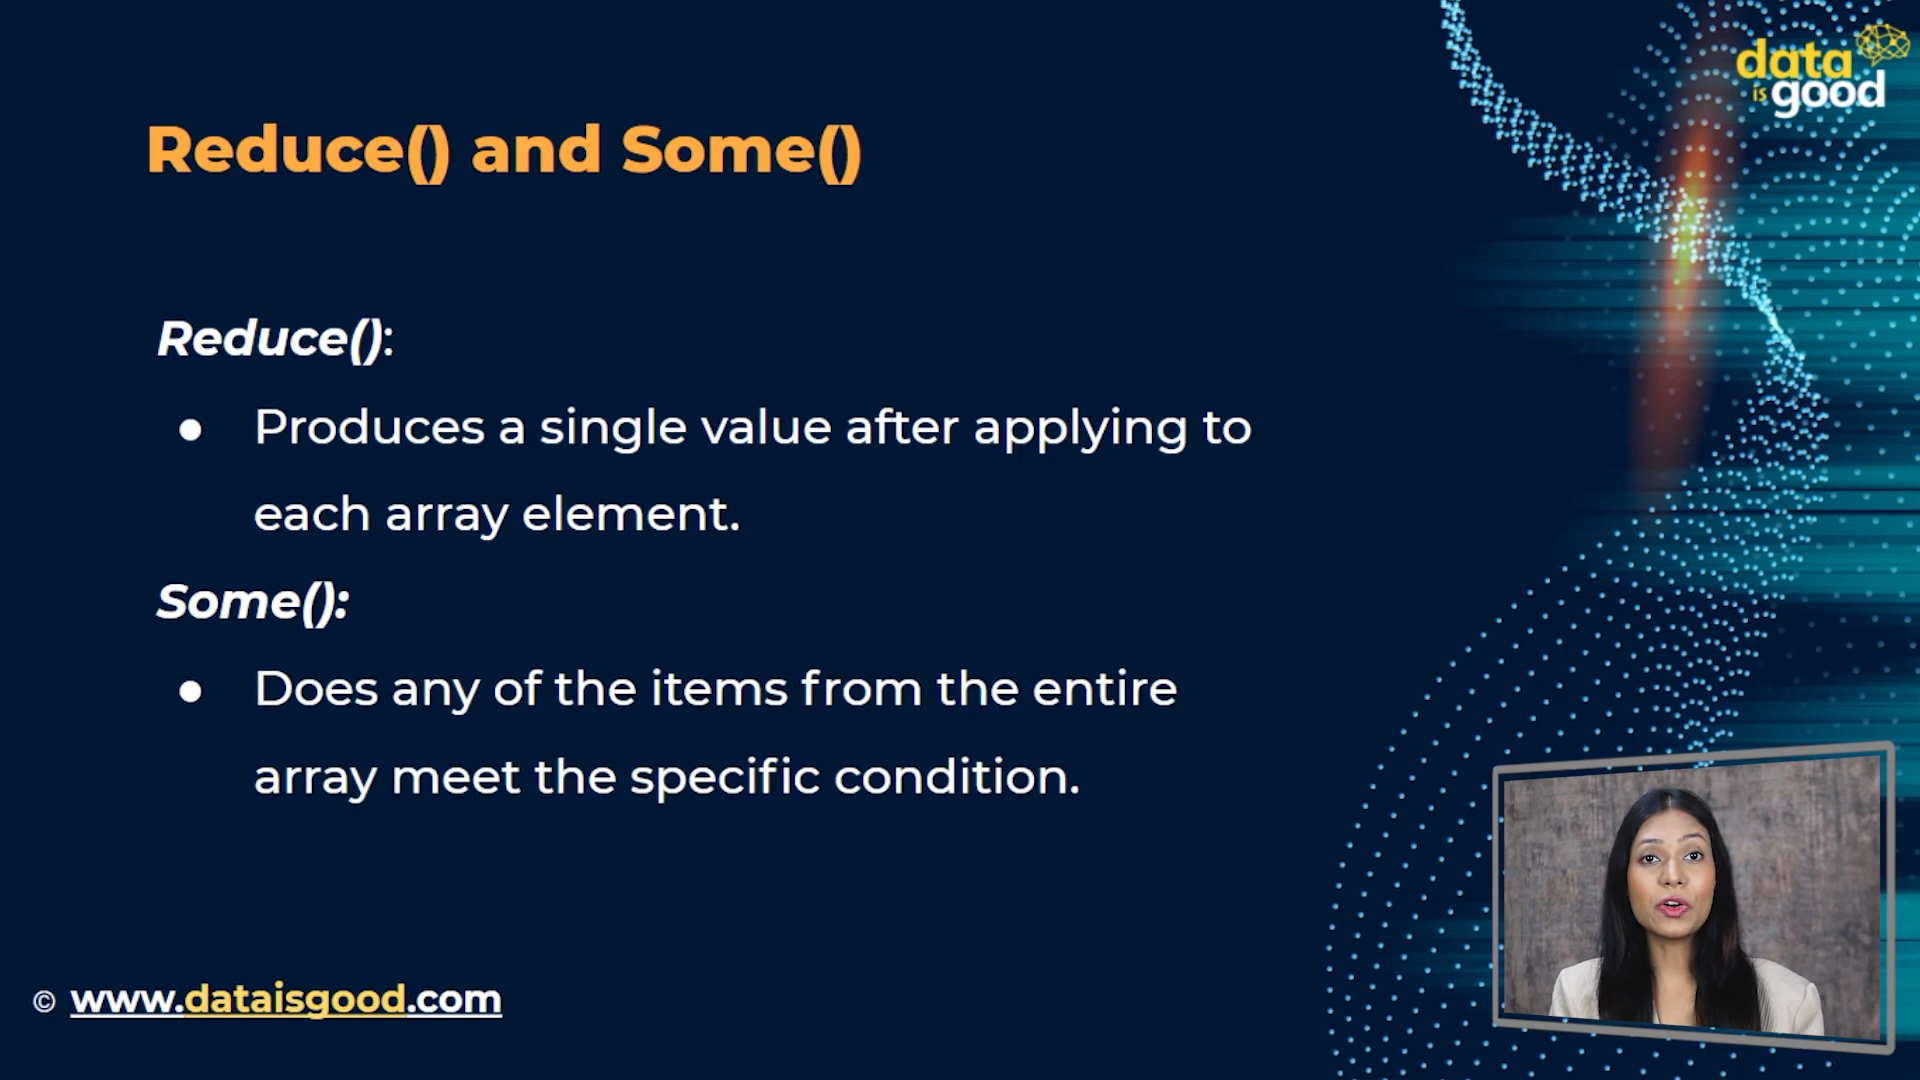 data
is good
Reduce() and Some()
Reduce():
● Produces a single value after applying to
each array element.
Some():
● Does any of the items from the entire
array meet the specific condition.
© www.dataisgood.com